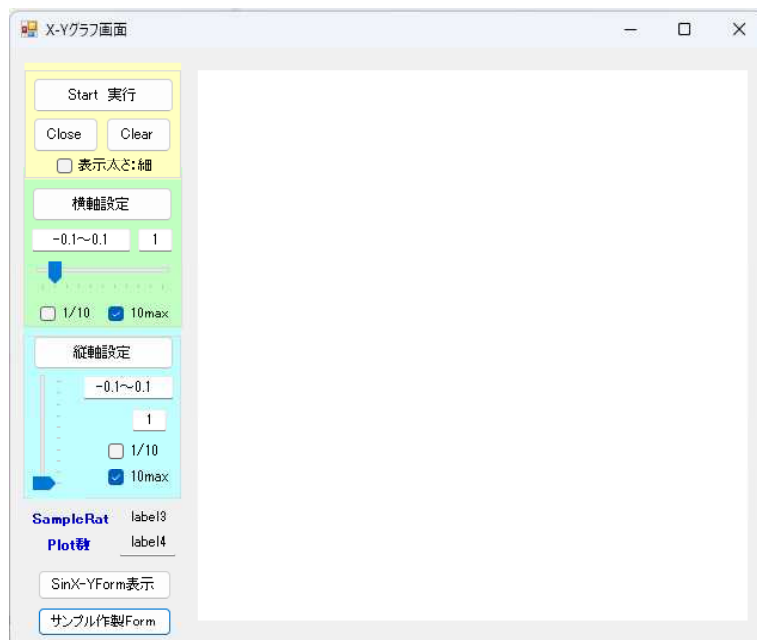 X-Yグラフ画面
Start 実行
Close Clear
表示太さ:細
横軸設定
-0.1～0.1 1
1/10 10max
縦軸設定
-0.1～0.1
1
1/10
10max
SampleRat label3
Plot数 label4
SinX-YForm表示
サンプル作製Form